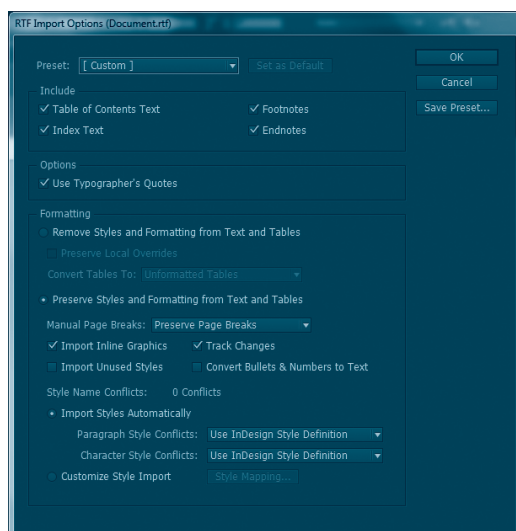 RTF Import Options (Document.rtf)
Preset: [ Custom ] Set as Default
OK
Cancel
Save Preset...
Include
Table of Contents Text Footnotes
Index Text Endnotes
Options
Use Typographer's Quotes
Formatting
Remove Styles and Formatting from Text and Tables
Preserve Local Overrides
Convert Tables To: Unformatted Tables
Preserve Styles and Formatting from Text and Tables
Manual Page Breaks: Preserve Page Breaks
Import Inline Graphics Track Changes
Import Unused Styles Convert Bullets & Numbers to Text
Style Name Conflicts: 0 Conflicts
Import Styles Automatically
Paragraph Style Conflicts: Use InDesign Style Definition
Character Style Conflicts: Use InDesign Style Definition
Customize Style Import Style Mapping...